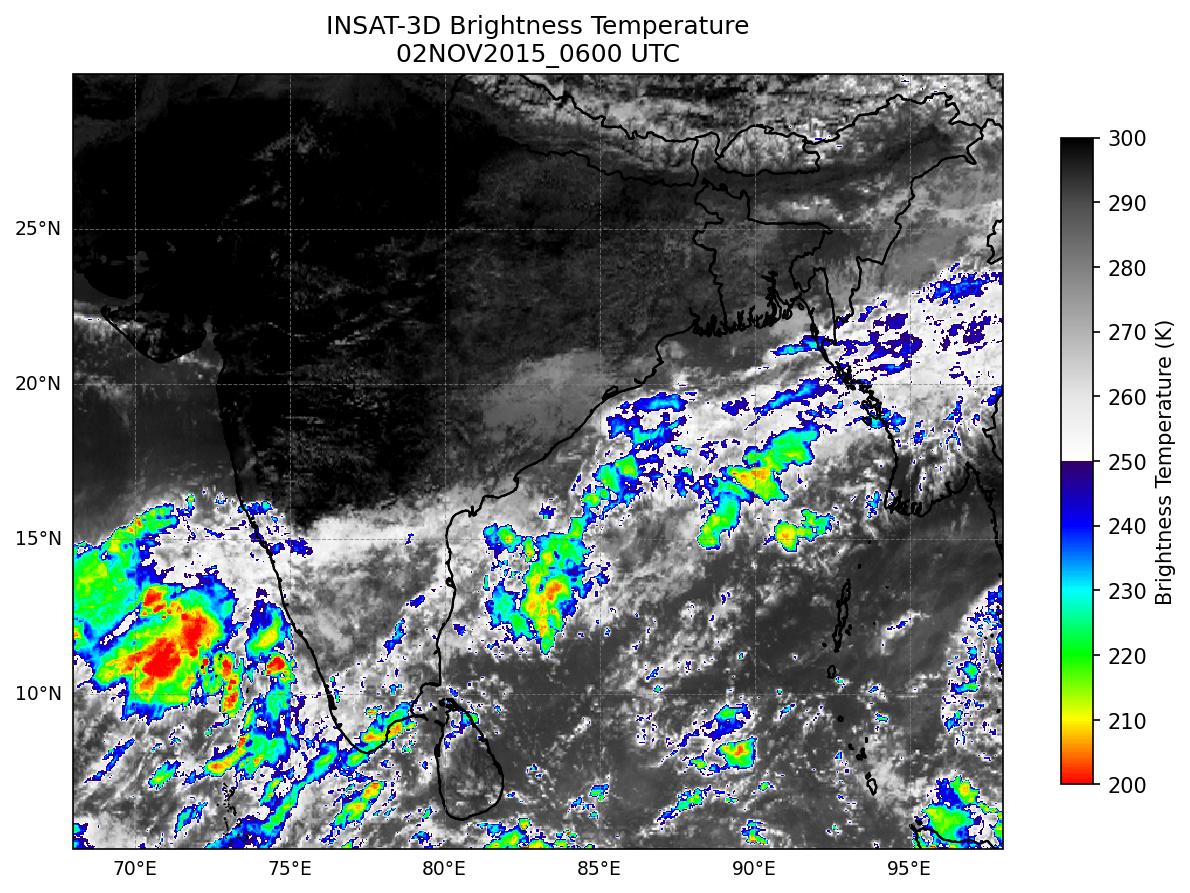 INSAT-3D Brightness Temperature
02NOV2015_0600 UTC
25°N
20°N
15°N
10°N
70°E
75°E
80°E
85°E
90°E
95°E
300
290
280
270
260
250
240
230
220
210
200
Brightness Temperature (K)